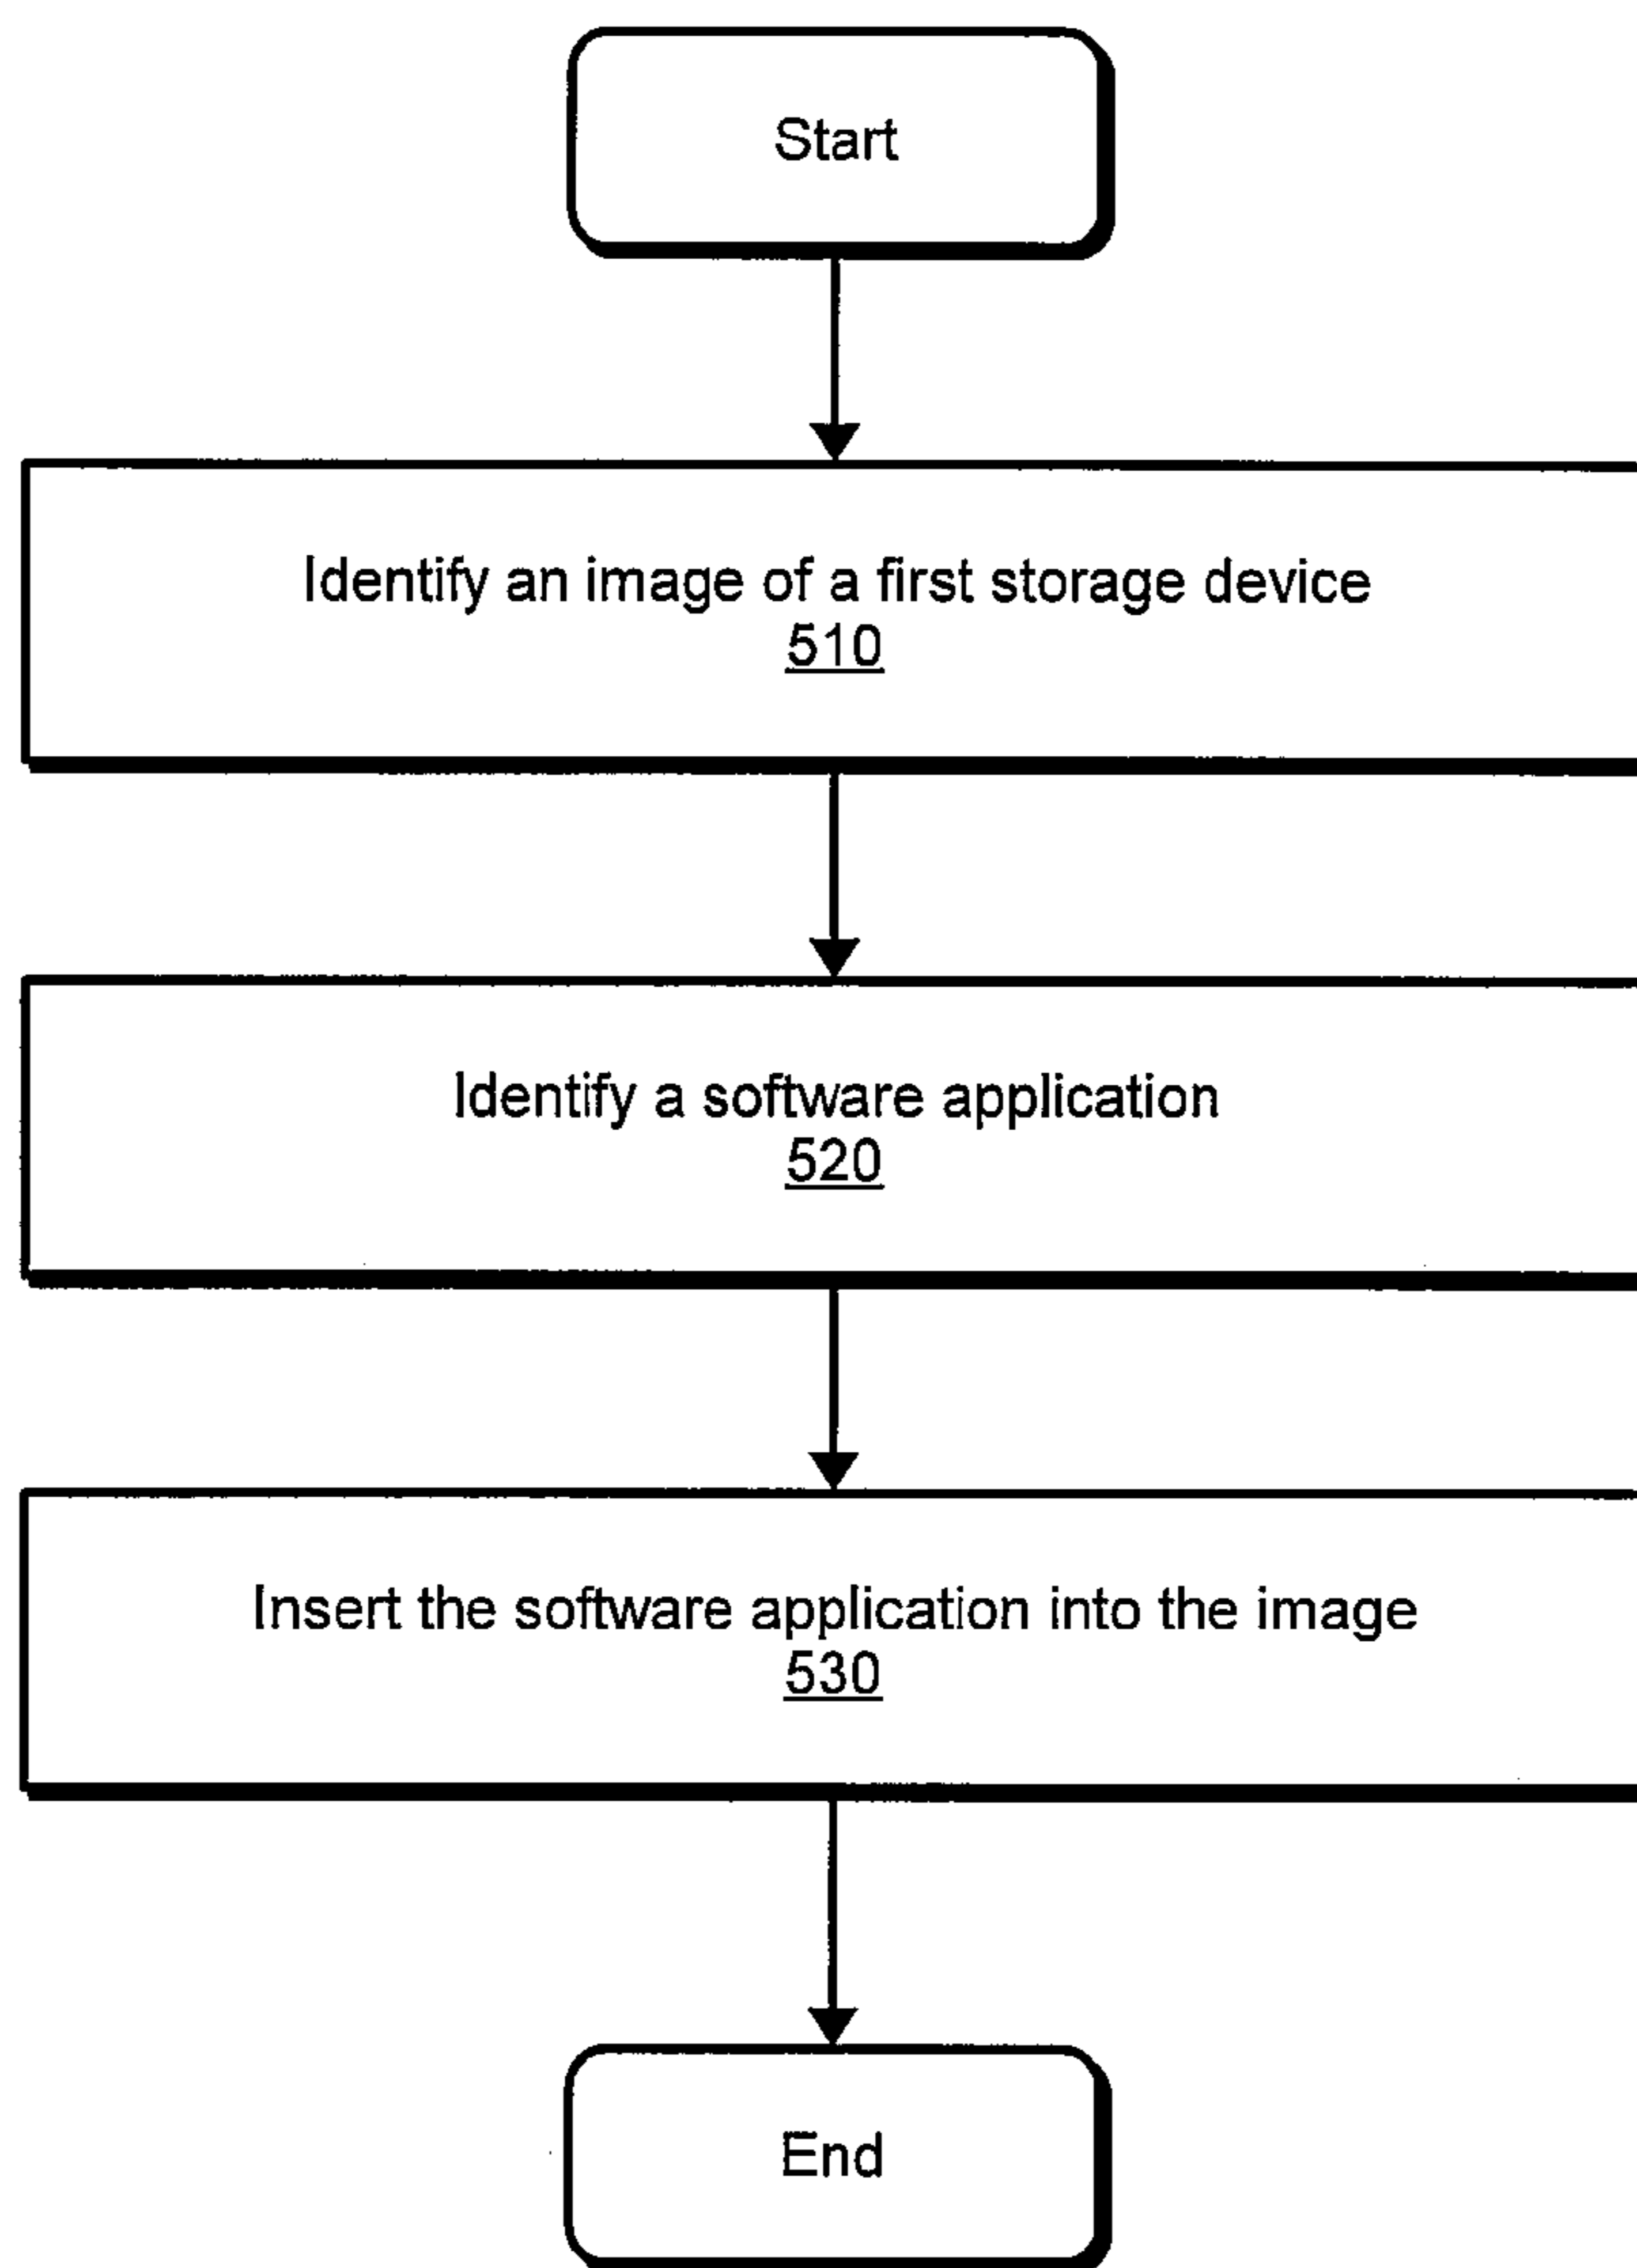 Start
Identify an image of a first storage device
510
Identify a software application
520
Insert the software application into the image
530
End